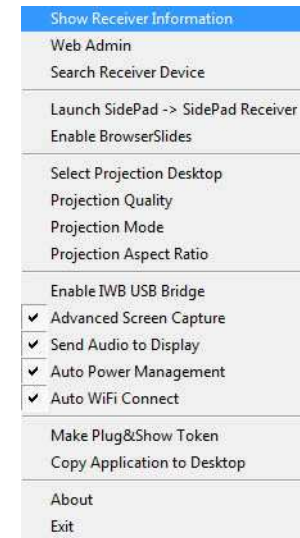 Show Receiver Information
Web Admin
Search Receiver Device
Launch SidePad -> SidePad Receiver
Enable BrowserSlides
Select Projection Desktop
Projection Quality
Projection Mode
Projection Aspect Ratio
Enable IWB USB Bridge
Advanced Screen Capture
Send Audio to Display
Auto Power Management
Auto WiFi Connect
Make Plug&Show Token
Copy Application to Desktop
About
Exit